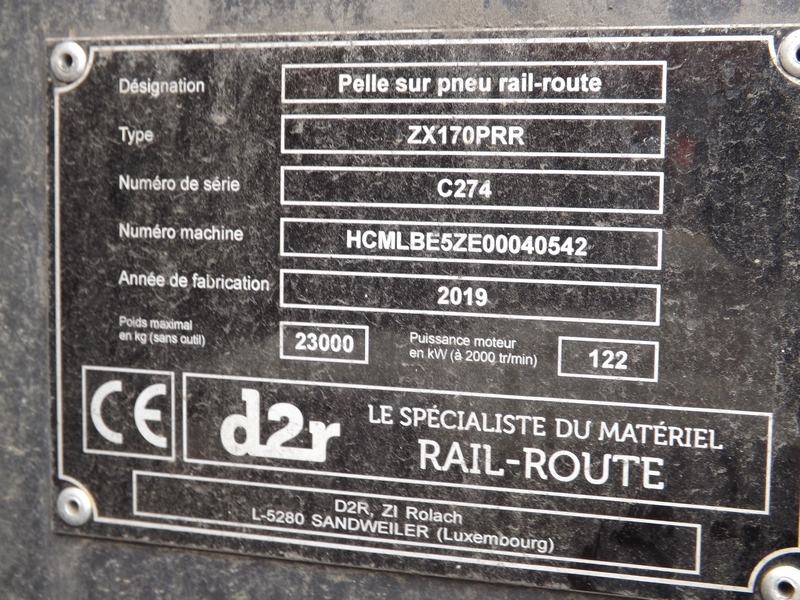 Désignation Pelle sur pneu rail-route
Type ZX170PRR
Numéro de série C274
Numéro machine HCMLBE5ZE00040542
Année de fabrication 2019
Poids maximal
en kg (sans outil) 23000
Puissance moteur
en kW (à 2000 tr/min) 122
CE
d2r
LE SPÉCIALISTE DU MATÉRIEL
RAIL-ROUTE
D2R, ZI Rolach
L-5280 SANDWEILER (Luxembourg)